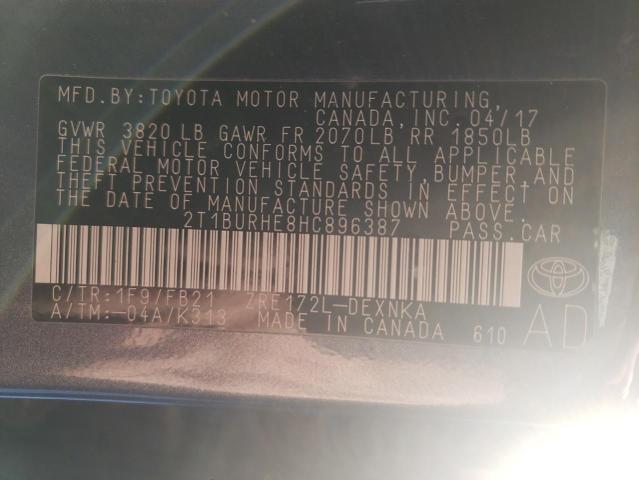 MFD.BY:TOYOTA MOTOR MANUFACTURING,
CANADA, INC. 04/17
GVWR 3820 LB GAWR FR 2070LB RR 1850LB
THIS VEHICLE CONFORMS TO ALL APPLICABLE
FEDERAL MOTOR VEHICLE SAFETY, BUMPER, AND
THEFT PREVENTION STANDARDS IN EFFECT ON
THE DATE OF MANUFACTURE SHOWN ABOVE.
2T1BURHE8HC896387 PASS.CAR
C/TR:1F9/FB21 ZRE172L-DEXNKA
A/TM:-04A/K313 MADE IN CANADA 610
AD